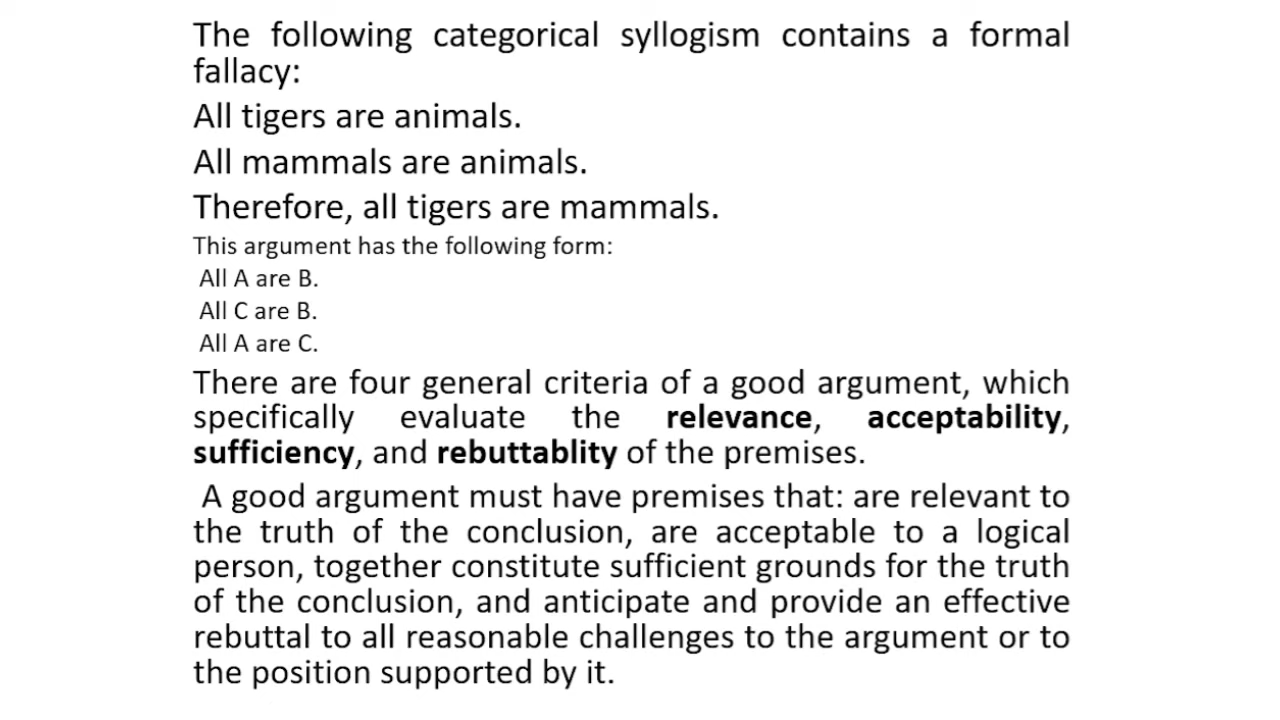 The following categorical syllogism contains a formal
fallacy:
All tigers are animals.
All mammals are animals.
Therefore, all tigers are mammals.
This argument has the following form:
All A are B.
All C are B.
All A are C.
There are four general criteria of a good argument, which
specifically evaluate the relevance, acceptability,
sufficiency, and rebuttablity of the premises.
A good argument must have premises that: are relevant to
the truth of the conclusion, are acceptable to a logical
person, together constitute sufficient grounds for the truth
of the conclusion, and anticipate and provide an effective
rebuttal to all reasonable challenges to the argument or to
the position supported by it.